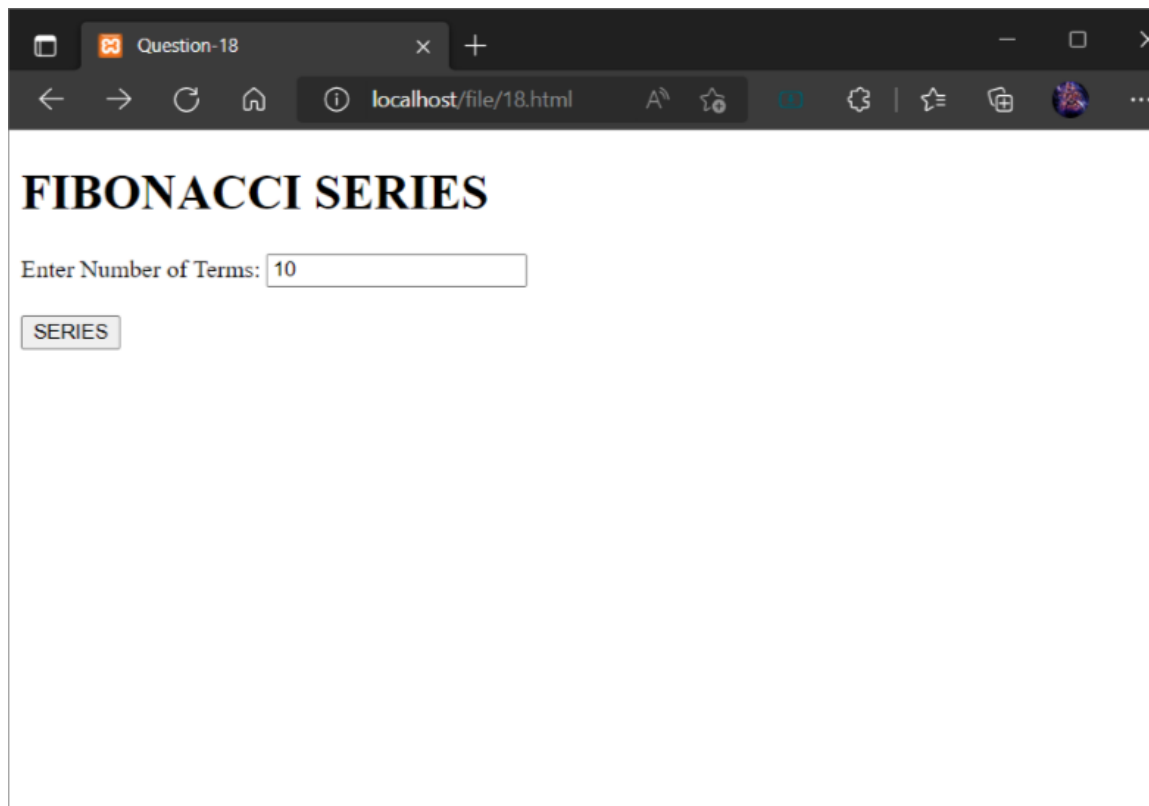 Question-18
localhost/file/18.html
FIBONACCI SERIES
Enter Number of Terms: 10
SERIES